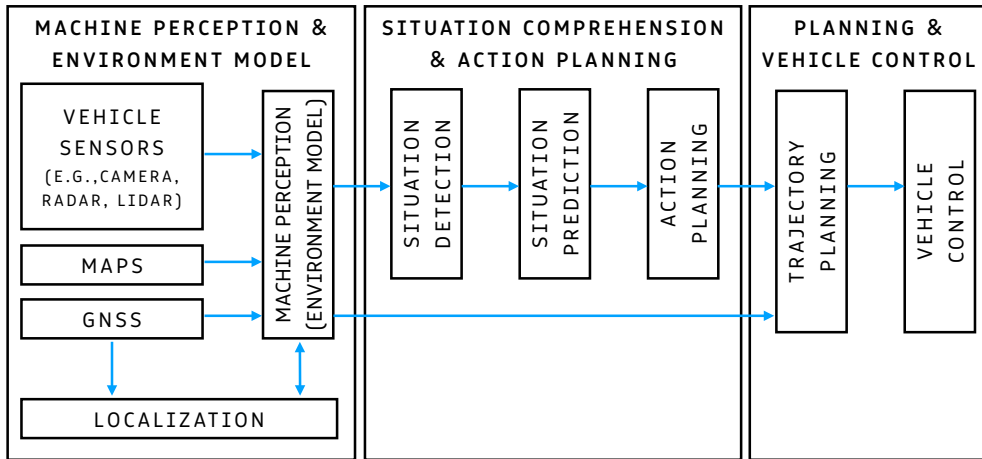 MACHINE PERCEPTION &
ENVIRONMENT MODEL
VEHICLE
SENSORS
(E.G.,CAMERA,
RADAR, LIDAR)
MAPS
GNSS
LOCALIZATION
MACHINE PERCEPTION
(ENVIRONMENT MODEL)
SITUATION COMPREHENSION
& ACTION PLANNING
SITUATION
DETECTION
SITUATION
PREDICTION
ACTION
PLANNING
PLANNING &
VEHICLE CONTROL
TRAJECTORY
PLANNING
VEHICLE
CONTROL